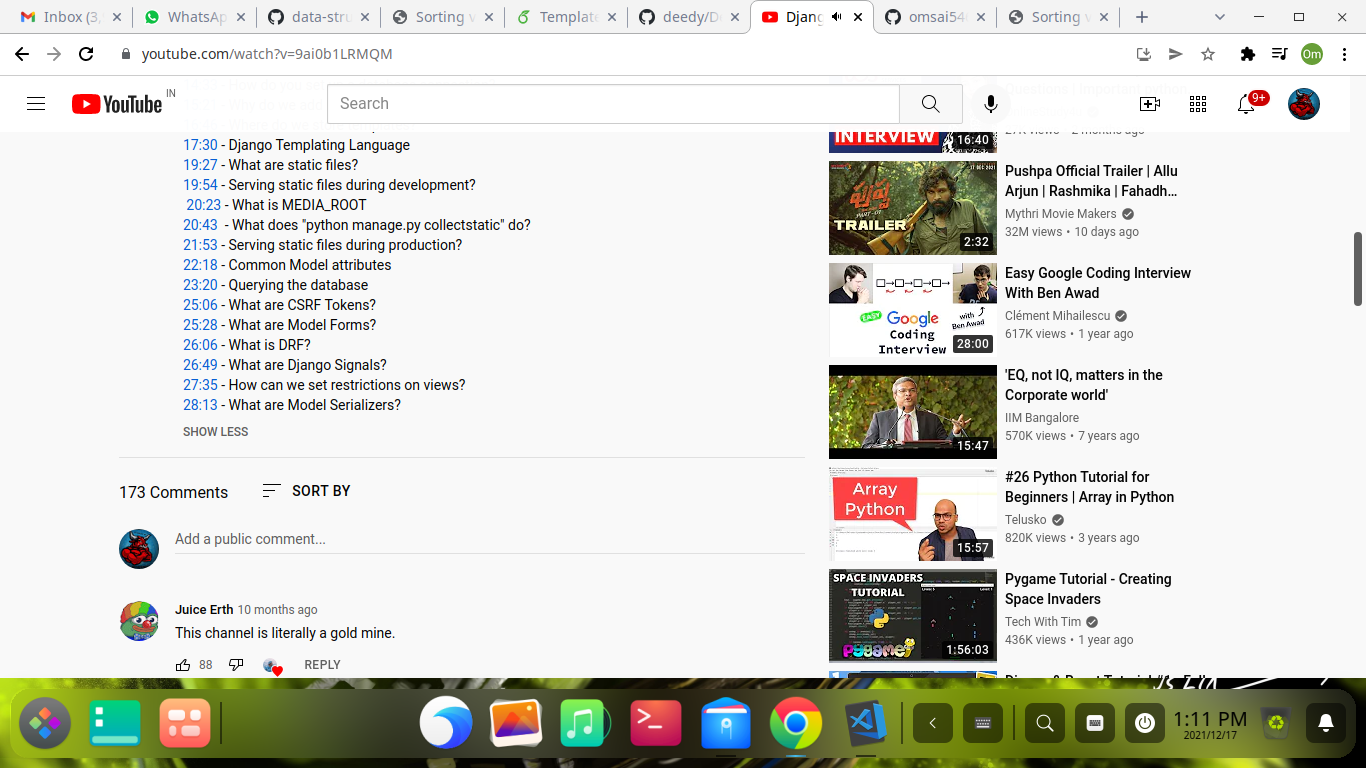 Inbox (3,
WhatsAp
data-stru
Sorting v
Template
deedy/De
Djang
omsai54
Sorting v
youtube.com/watch?v=9ai0b1LRMQM
Om
YouTube IN
Search
9+
17:30 - Django Templating Language
19:27 - What are static files?
19:54 - Serving static files during development?
20:23 - What is MEDIA_ROOT
20:43 - What does "python manage.py collectstatic" do?
21:53 - Serving static files during production?
22:18 - Common Model attributes
23:20 - Querying the database
25:06 - What are CSRF Tokens?
25:28 - What are Model Forms?
26:06 - What is DRF?
26:49 - What are Django Signals?
27:35 - How can we set restrictions on views?
28:13 - What are Model Serializers?
SHOW LESS
173 Comments
SORT BY
Add a public comment...
Juice Erth 10 months ago
This channel is literally a gold mine.
88
REPLY
INTERVIEW
16:40
17 DEC 2021
పుష్ప
TRAILER
2:32
Pushpa Official Trailer | Allu
Arjun | Rashmika | Fahadh...
Mythri Movie Makers
32M views • 10 days ago
EASY Google
Coding
Interview
with
Ben Awad
28:00
Easy Google Coding Interview
With Ben Awad
Clément Mihailescu
617K views • 1 year ago
15:47
'EQ, not IQ, matters in the
Corporate world'
IIM Bangalore
570K views • 7 years ago
Array
Python
15:57
#26 Python Tutorial for
Beginners | Array in Python
Telusko
820K views • 3 years ago
SPACE INVADERS
TUTORIAL
pygame
1:56:03
Pygame Tutorial - Creating
Space Invaders
Tech With Tim
436K views • 1 year ago
1:11 PM
2021/12/17